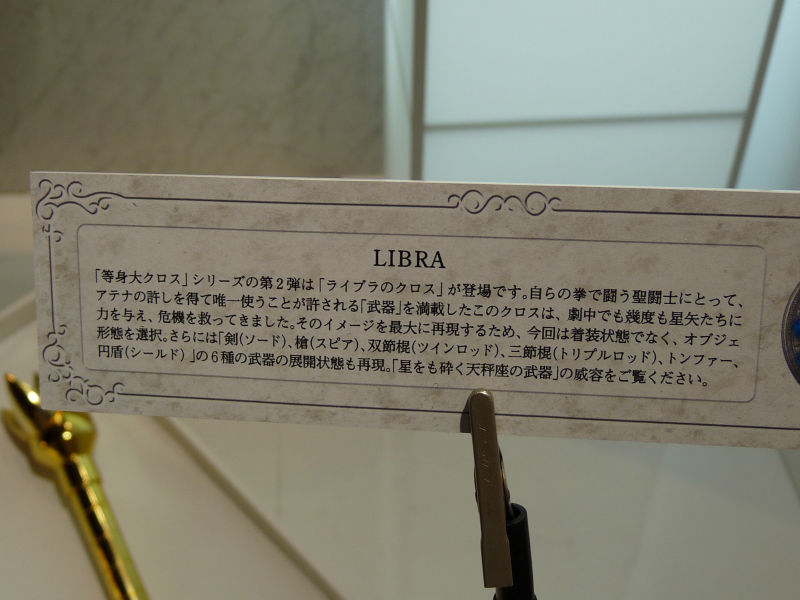 LIBRA
「等身大クロス」シリーズの第2弾は「ライブラのクロス」が登場です。自らの拳で闘う聖闘士にとって、
アテナの許しを得て唯一使うことが許される「武器」を満載したこのクロスは、劇中でも幾度も星矢たちに
力を与え、危機を救ってきました。そのイメージを最大に再現するため、今回は着装状態でなく、オブジェ
形態を選択。さらには「剣(ソード)、槍(スピア)、双節棍(ツインロッド)、三節棍(トリプルロッド)、トンファー、
円盾(シールド)」の6種の武器の展開状態も再現。「星をも砕く天秤座の武器」の威容をご覧ください。